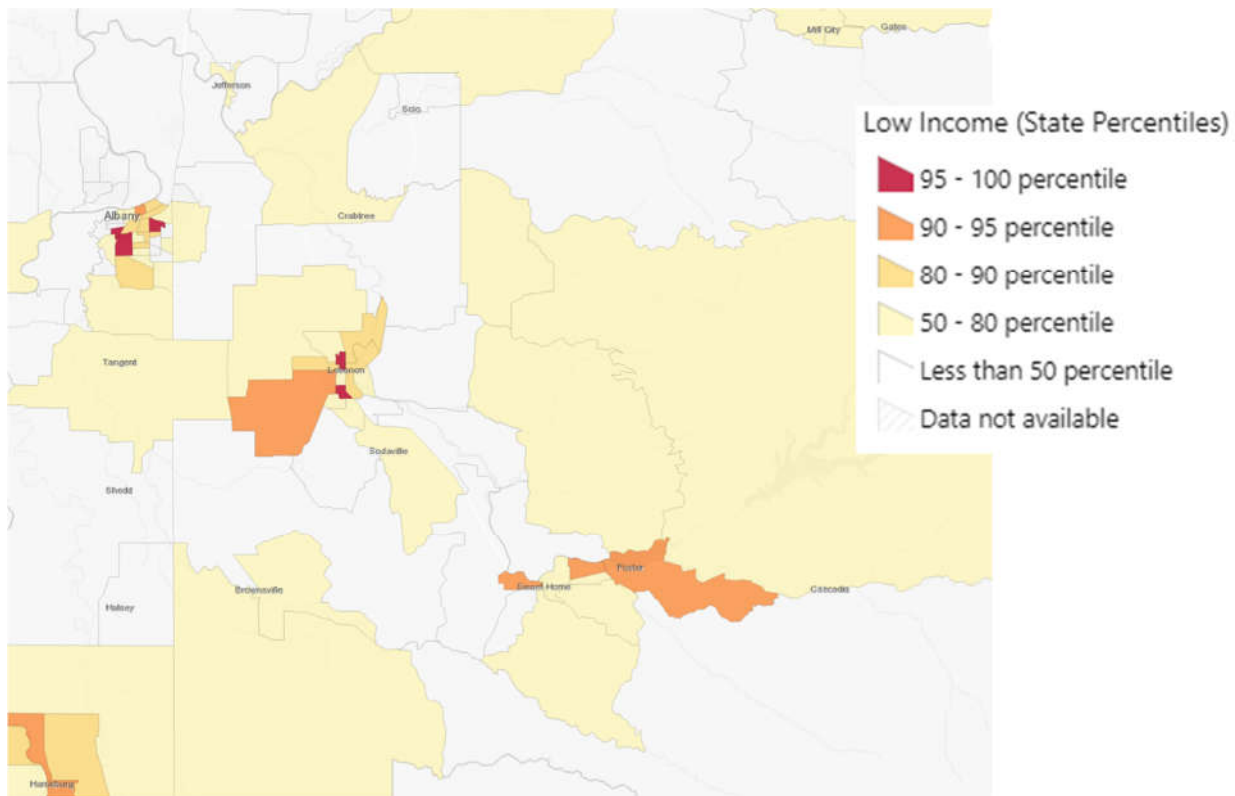 Mill City
Gates
Jefferson
Scio
Low Income (State Percentiles)
95 - 100 percentile
90 - 95 percentile
80 - 90 percentile
50 - 80 percentile
Less than 50 percentile
Data not available
Albany
Crabtree
Tangent
Lebanon
Sodaville
Shedd
Brownsville
Halsey
Sweet Home
Foster
Cascadia
Harrisburg